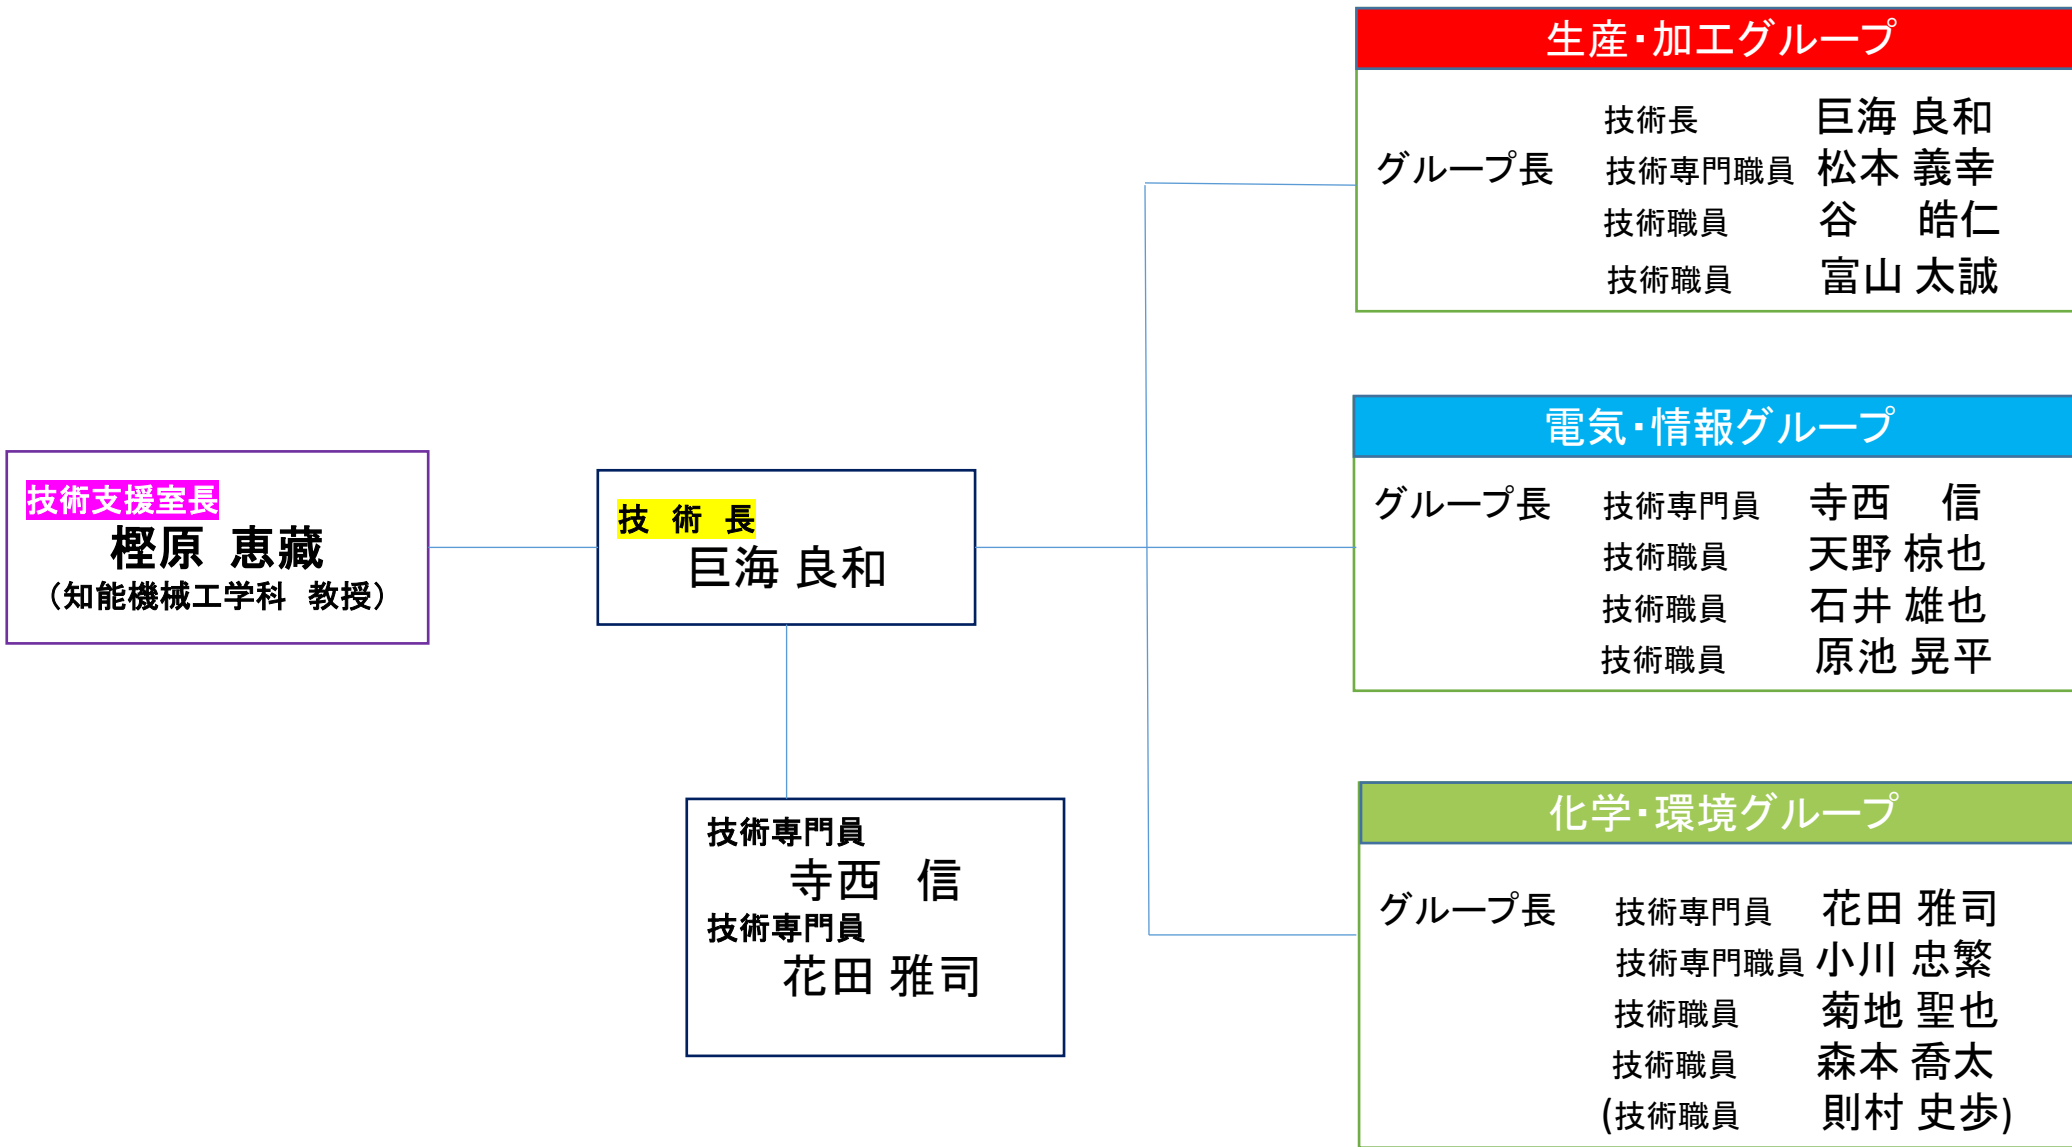 技術支援室長
樫原 恵藏
（知能機械工学科 教授）
技 術 長
巨海 良和
技術専門員
寺西 信
技術専門員
花田 雅司
生産・加工グループ
技術長 巨海 良和
グループ長 技術専門職員 松本 義幸
技術職員 谷 皓仁
技術職員 富山 太誠
電気・情報グループ
グループ長 技術専門員 寺西 信
技術職員 天野 椋也
技術職員 石井 雄也
技術職員 原池 晃平
化学・環境グループ
グループ長 技術専門員 花田 雅司
技術専門職員 小川 忠繁
技術職員 菊地 聖也
技術職員 森本 喬太
(技術職員 則村 史歩)